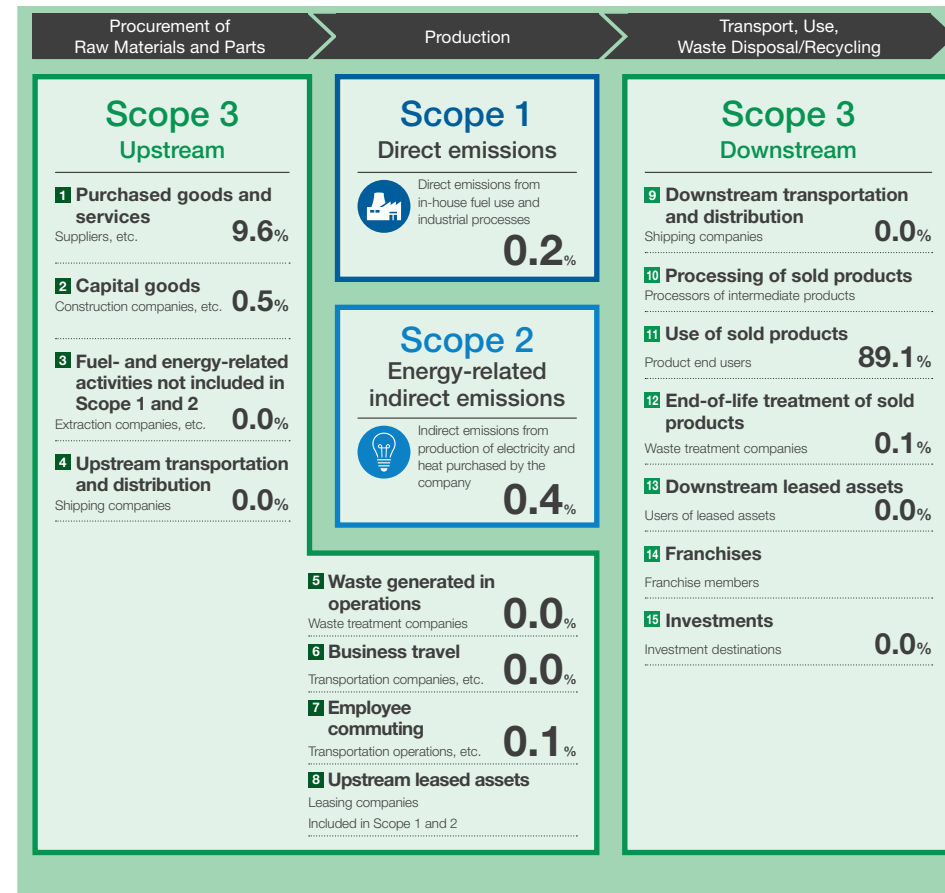 Procurement of
Raw Materials and Parts
Production
Transport, Use,
Waste Disposal/Recycling
Scope 3
Upstream
1 Purchased goods and
services
Suppliers, etc. 9.6%
2 Capital goods
Construction companies, etc. 0.5%
3 Fuel- and energy-related
activities not included in
Scope 1 and 2
Extraction companies, etc. 0.0%
4 Upstream transportation
and distribution
Shipping companies 0.0%
Scope 1
Direct emissions
Direct emissions from
in-house fuel use and
industrial processes
0.2%
Scope 2
Energy-related
indirect emissions
Indirect emissions from
production of electricity and
heat purchased by the
company
0.4%
5 Waste generated in
operations
Waste treatment companies 0.0%
6 Business travel
Transportation companies, etc. 0.0%
7 Employee
commuting
Transportation operations, etc. 0.1%
8 Upstream leased assets
Leasing companies
Included in Scope 1 and 2
Scope 3
Downstream
9 Downstream transportation
and distribution
Shipping companies 0.0%
10 Processing of sold products
Processors of intermediate products
11 Use of sold products
Product end users 89.1%
12 End-of-life treatment of sold
products
Waste treatment companies 0.1%
13 Downstream leased assets
Users of leased assets 0.0%
14 Franchises
Franchise members
15 Investments
Investment destinations 0.0%